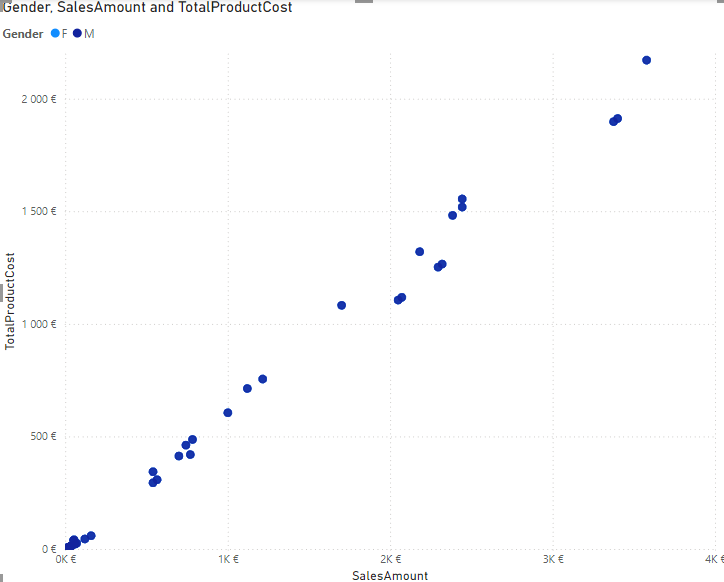 Gender, SalesAmount and TotalProductCost
Gender F M
2 000 €
1 500 €
1 000 €
500 €
0 €
TotalProductCost
0K € 1K € 2K € 3K € 4K €
SalesAmount